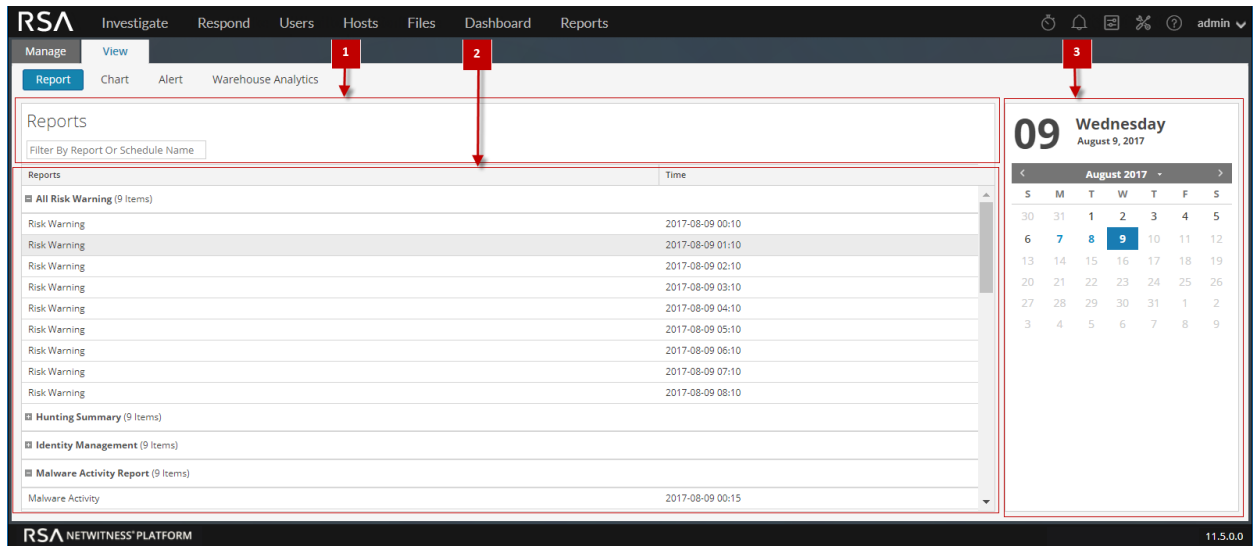 RSA Investigate Respond Users Hosts Files Dashboard Reports admin
Manage View 1 2 3
Report Chart Alert Warehouse Analytics
Reports
Filter By Report Or Schedule Name
Reports Time
All Risk Warning (9 Items)
Risk Warning 2017-08-09 00:10
Risk Warning 2017-08-09 01:10
Risk Warning 2017-08-09 02:10
Risk Warning 2017-08-09 03:10
Risk Warning 2017-08-09 04:10
Risk Warning 2017-08-09 05:10
Risk Warning 2017-08-09 06:10
Risk Warning 2017-08-09 07:10
Risk Warning 2017-08-09 08:10
Hunting Summary (9 Items)
Identity Management (9 Items)
Malware Activity Report (9 Items)
Malware Activity 2017-08-09 00:15
09 Wednesday
August 9, 2017
August 2017
S M T W T F S
30 31 1 2 3 4 5
6 7 8 9 10 11 12
13 14 15 16 17 18 19
20 21 22 23 24 25 26
27 28 29 30 31 1 2
3 4 5 6 7 8 9
RSA NETWITNESS® PLATFORM 11.5.0.0